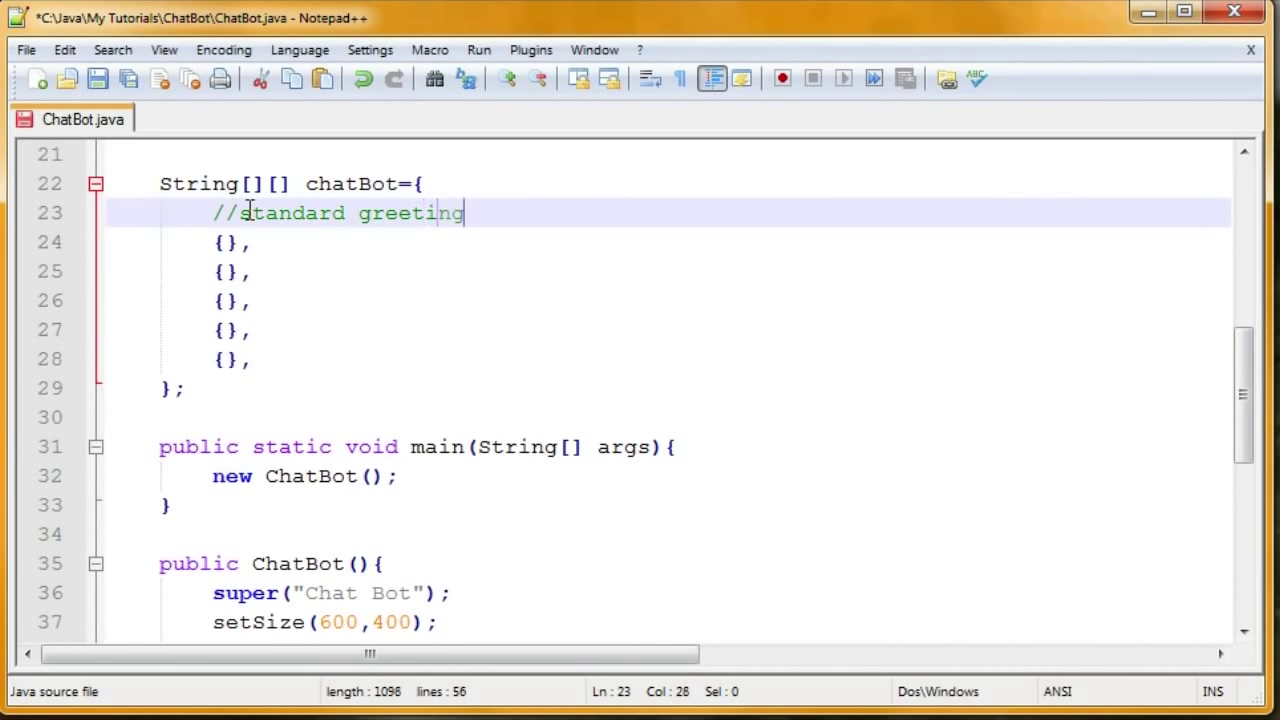 *C:\Java\My Tutorials\ChatBot\ChatBot.java - Notepad++
File Edit Search View Encoding Language Settings Macro Run Plugins Window ? X
ABC
ChatBot.java
21
22 String[][] chatBot={
23 //standard greeting
24 {},
25 {},
26 {},
27 {},
28 {},
29 };
30
31 public static void main(String[] args){
32 new ChatBot();
33 }
34
35 public ChatBot(){
36 super("Chat Bot");
37 setSize(600,400);
Java source file length : 1098 lines : 56 Ln : 23 Col : 28 Sel : 0 Dos\Windows ANSI INS